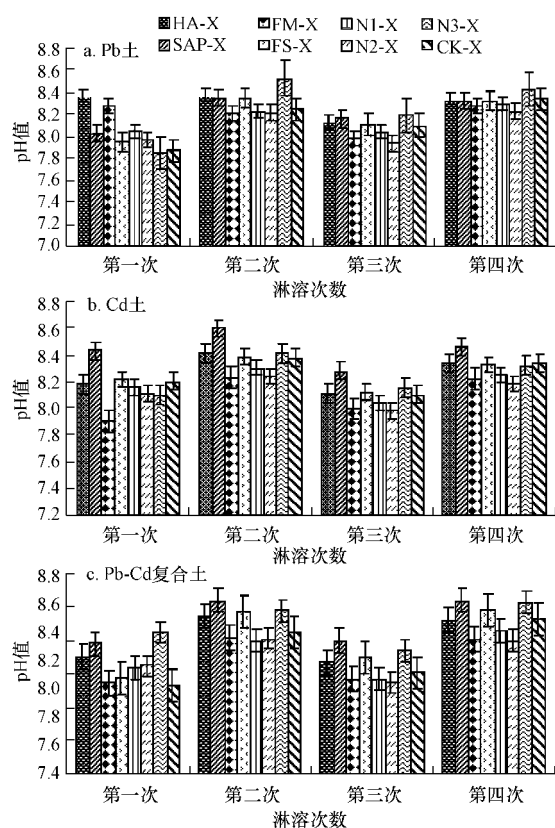 HA-X FM-X N1-X N3-X
SAP-X FS-X N2-X CK-X
a. Pb土
pH值
8.8
8.6
8.4
8.2
8.0
7.8
7.6
7.4
7.2
7.0
第一次 第二次 第三次 第四次
淋溶次数
b. Cd土
pH值
8.8
8.6
8.4
8.2
8.0
7.8
7.6
7.4
7.2
第一次 第二次 第三次 第四次
淋溶次数
c. Pb-Cd复合土
pH值
8.8
8.6
8.4
8.2
8.0
7.8
7.6
7.4
第一次 第二次 第三次 第四次
淋溶次数